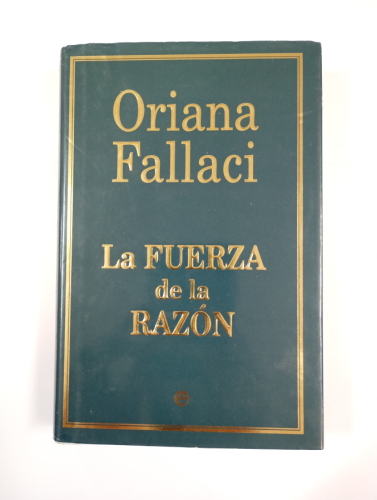 Oriana
Fallaci
La FUERZA
de la
RAZÓN